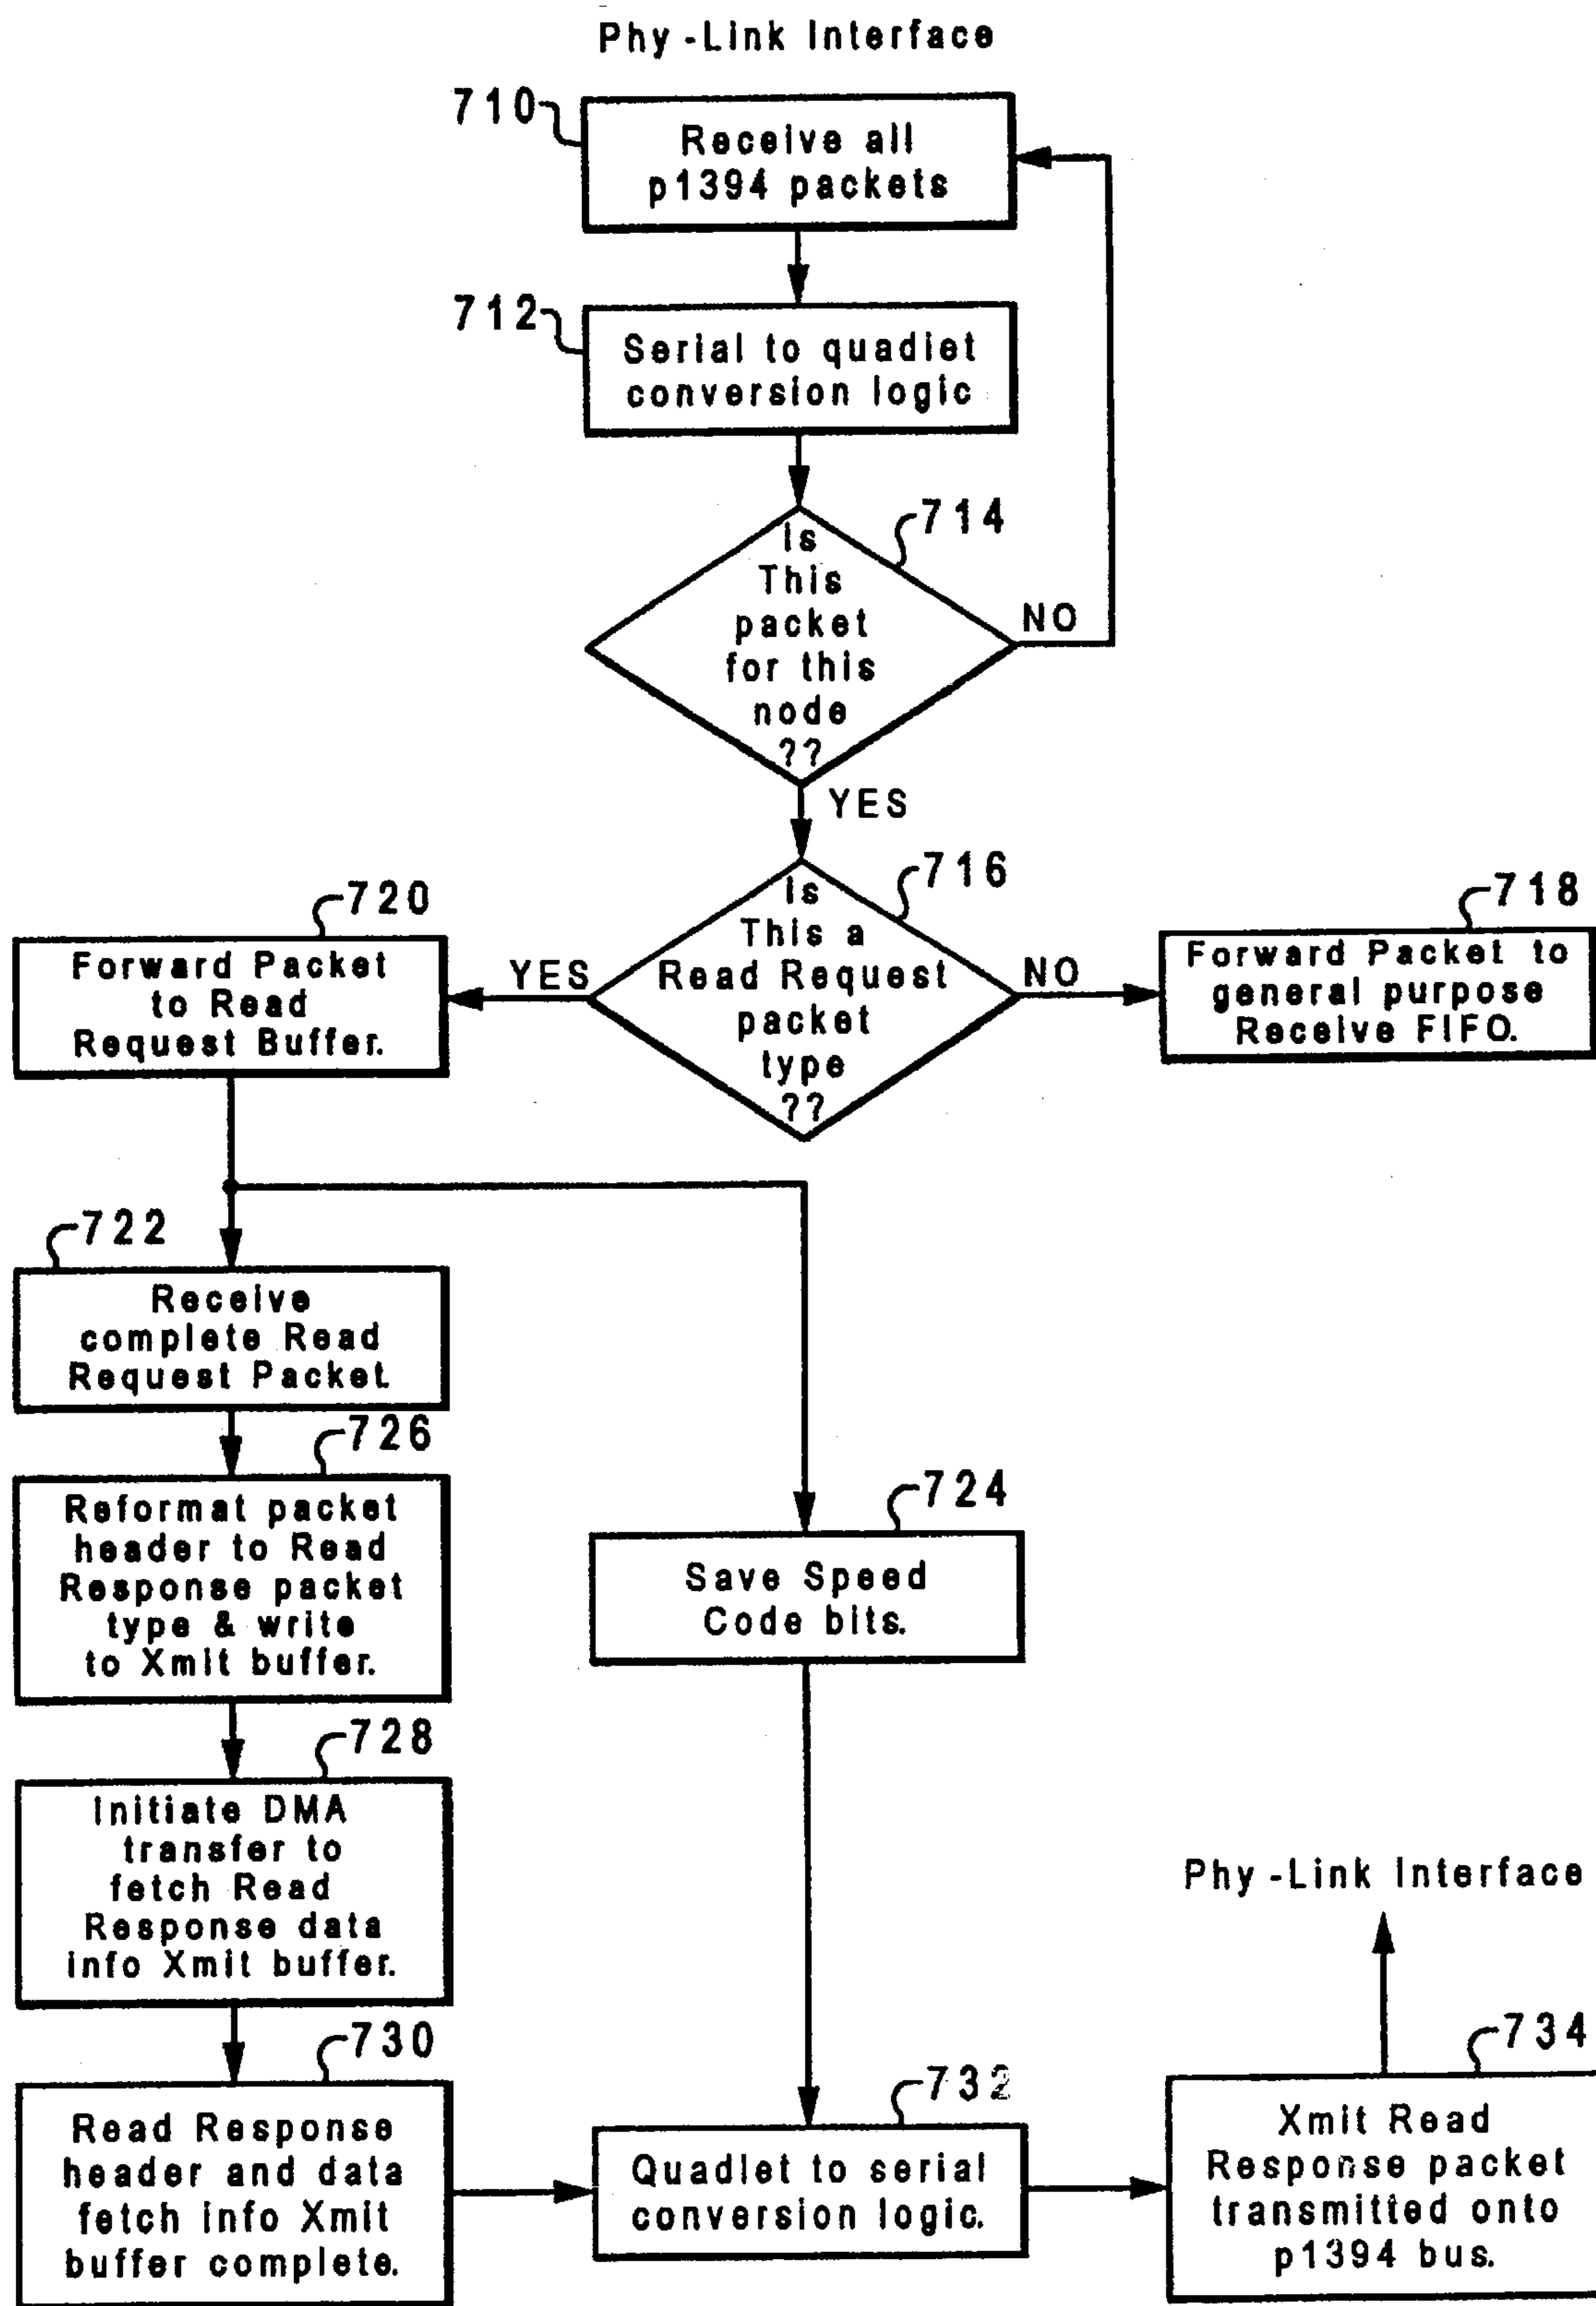 Phy-Link Interface
710
Receive all
p1394 packets
712
Serial to quadlet
conversion logic
714
Is
This
packet
for this
node
??
NO
YES
716
Is
This a
Read Request
packet
type
??
YES
NO
720
Forward Packet
to Read
Request Buffer.
718
Forward Packet to
general purpose
Receive FIFO.
722
Receive
complete Read
Request Packet.
726
Reformat packet
header to Read
Response packet
type & write
to Xmit buffer.
724
Save Speed
Code bits.
728
Initiate DMA
transfer to
fetch Read
Response data
info Xmit buffer.
730
Read Response
header and data
fetch info Xmit
buffer complete.
732
Quadlet to serial
conversion logic.
Phy-Link Interface
734
Xmit Read
Response packet
transmitted onto
p1394 bus.